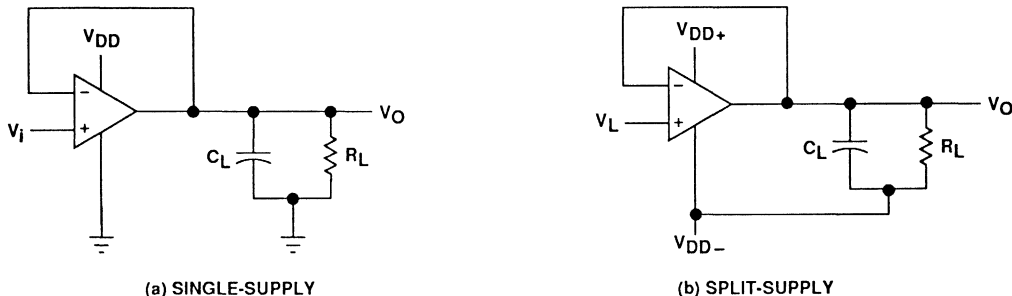 VDD
−
+
Vi
VO
CL
RL
(a) SINGLE-SUPPLY
VDD+
−
+
VL
VO
CL
RL
VDD−
(b) SPLIT-SUPPLY